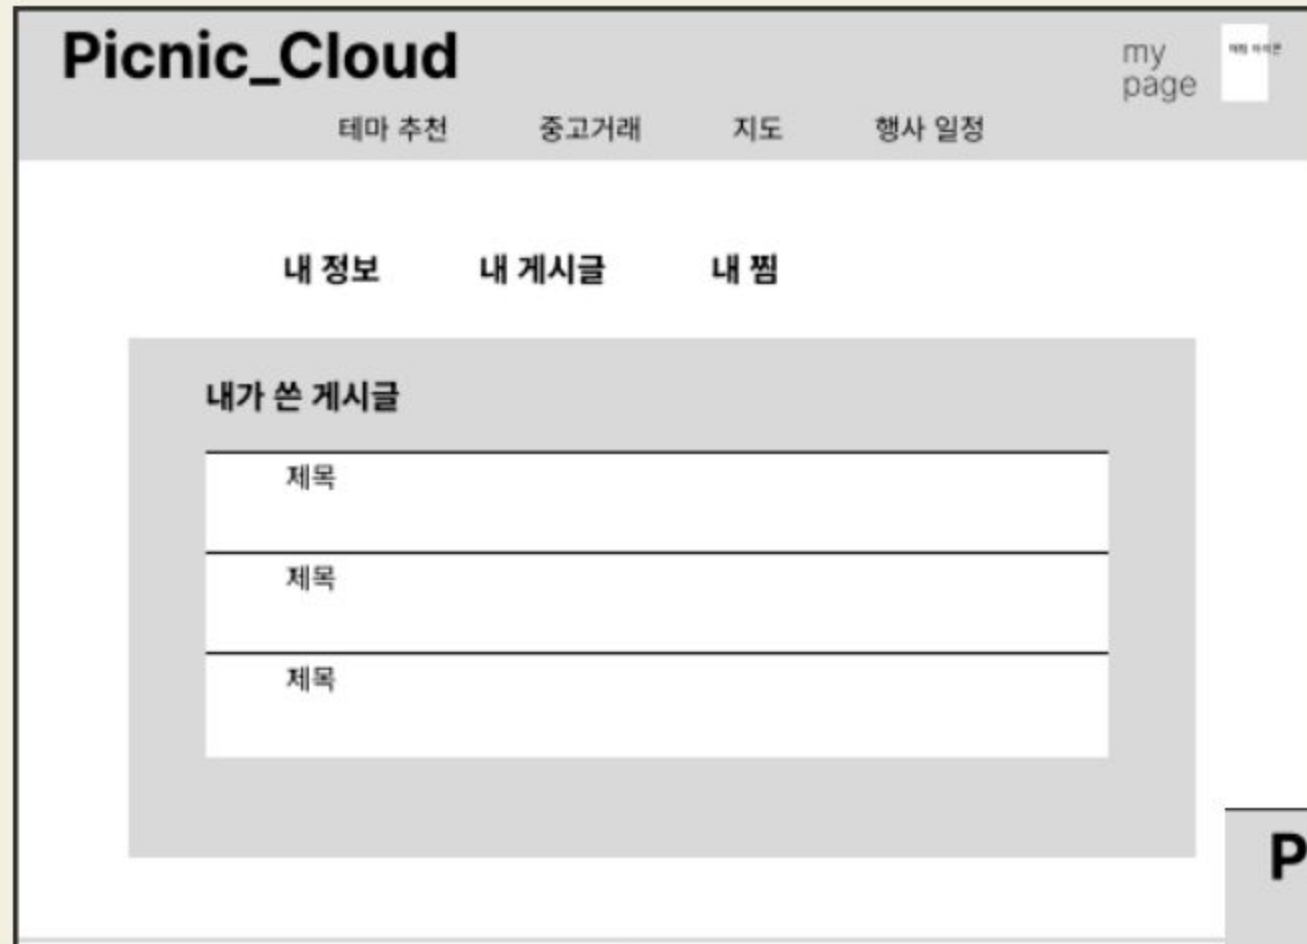 Picnic_Cloud
my
page
테마 추천 중고거래 지도 행사 일정
내 정보 내 게시글 내 찜
내가 쓴 게시글
제목
제목
제목
P